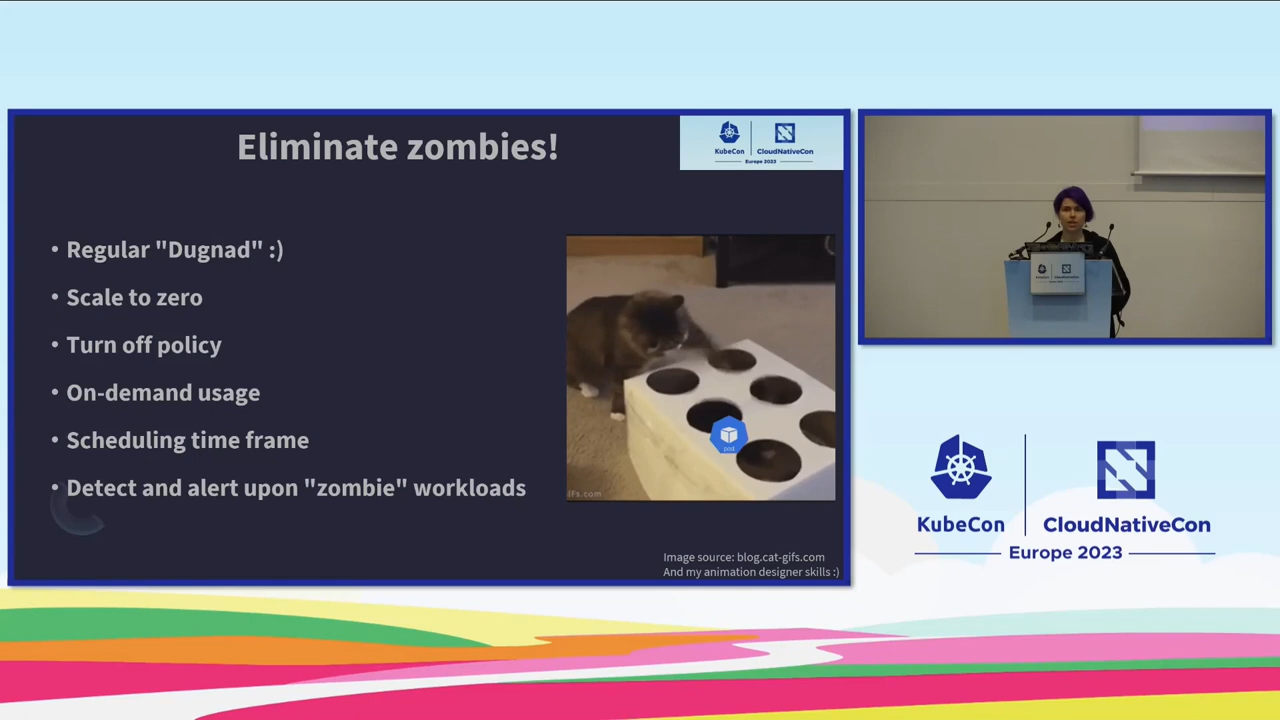 Eliminate zombies!
KubeCon
CloudNativeCon
Europe 2023
• Regular "Dugnad" :)
• Scale to zero
• Turn off policy
• On-demand usage
• Scheduling time frame
• Detect and alert upon "zombie" workloads
pod
Image source: blog.cat-gifs.com
And my animation designer skills :)
KubeCon
CloudNativeCon
Europe 2023